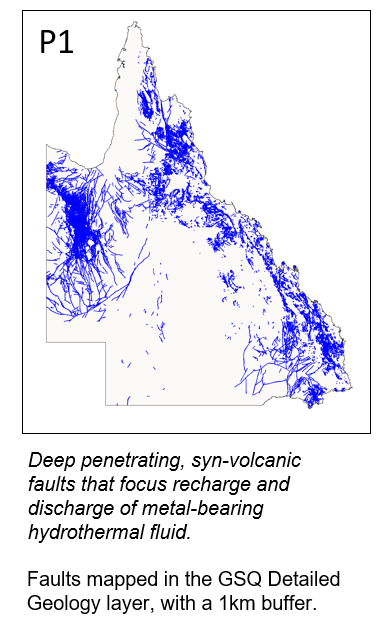 P1
Deep penetrating, syn-volcanic
faults that focus recharge and
discharge of metal-bearing
hydrothermal fluid.
Faults mapped in the GSQ Detailed
Geology layer, with a 1km buffer.